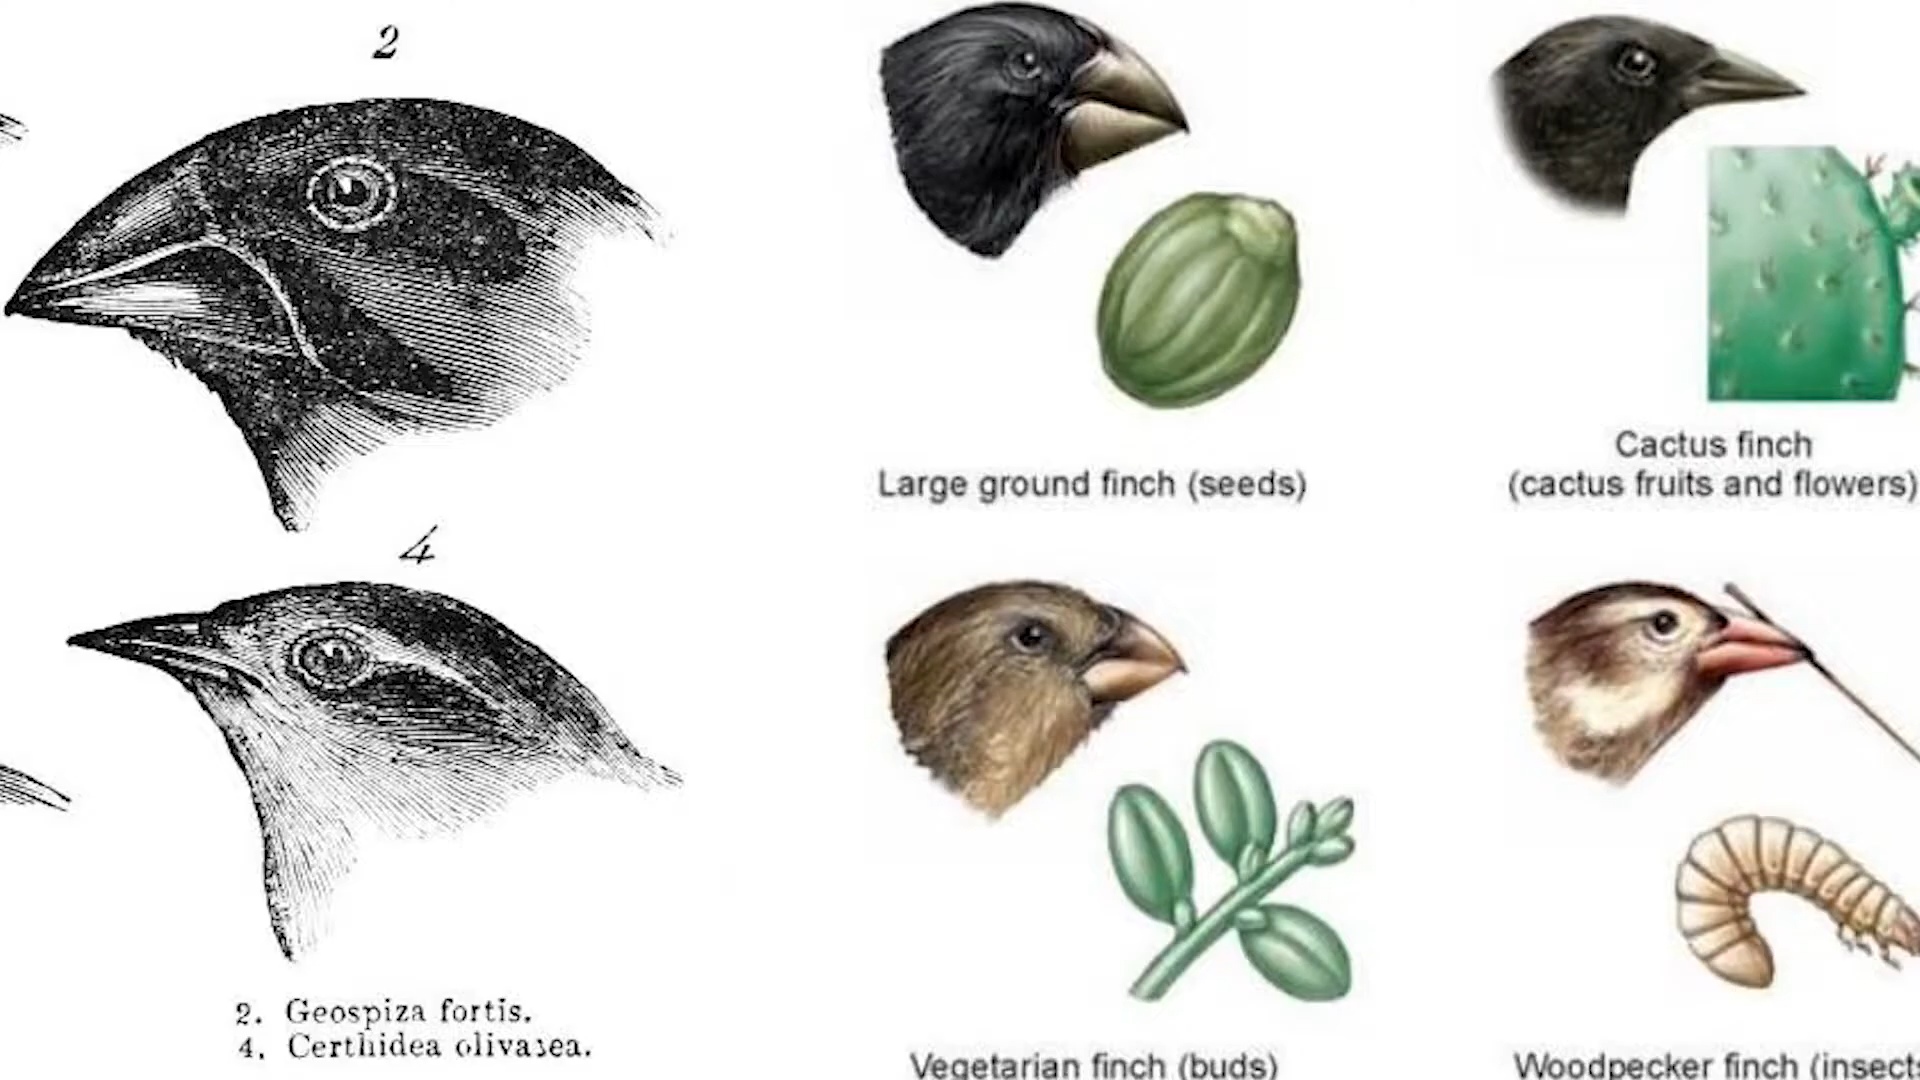 2
4
2. Geospiza fortis.
4. Certhidea olivasea.
Large ground finch (seeds)
Cactus finch
(cactus fruits and flowers)
Vegetarian finch (buds)
Woodpecker finch (insects